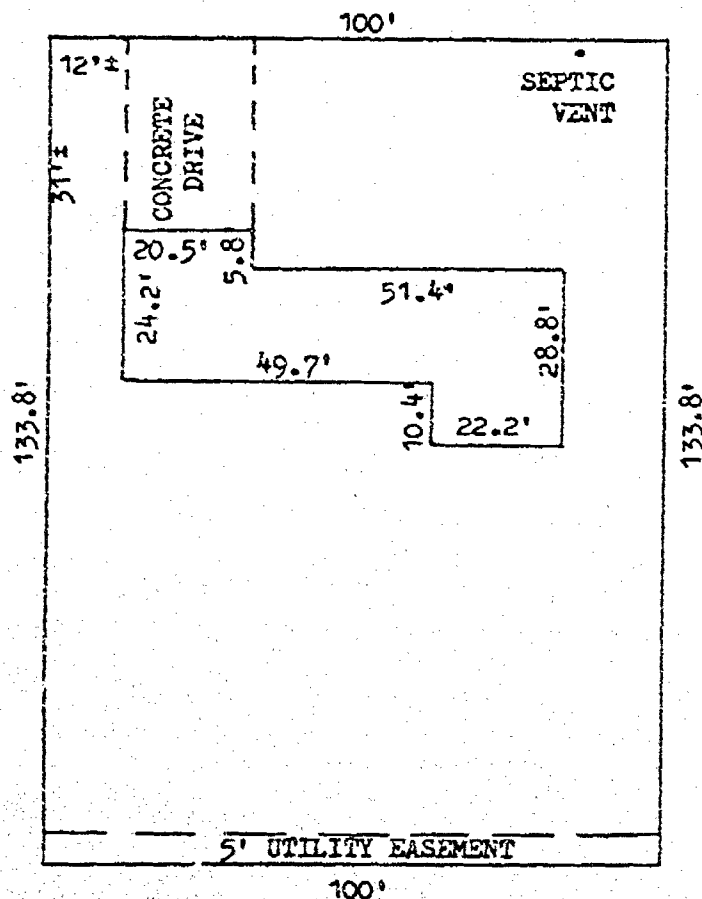 100'
12'±
SEPTIC
VENT
CONCRETE
DRIVE
31'±
20.5'
5.8
51.4'
24.2'
28.8'
49.7'
10.4'
22.2'
133.8'
133.8'
5' UTILITY EASEMENT
100'